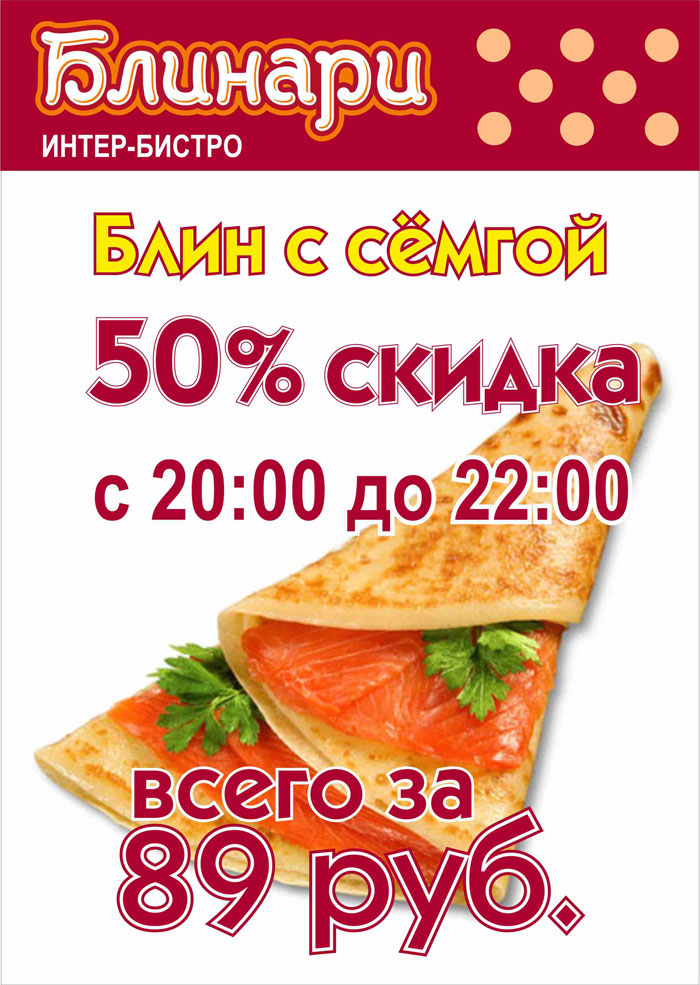 Блинари
ИНТЕР-БИСТРО
Блин с сёмгой
50% скидка
с 20:00 до 22:00
всего за
89 руб.